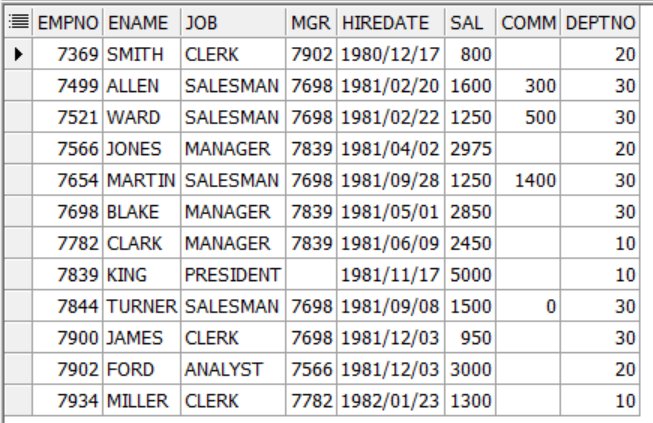 EMPNO ENAME JOB MGR HIREDATE SAL COMM DEPTNO
7369 SMITH CLERK 7902 1980/12/17 800 20
7499 ALLEN SALESMAN 7698 1981/02/20 1600 300 30
7521 WARD SALESMAN 7698 1981/02/22 1250 500 30
7566 JONES MANAGER 7839 1981/04/02 2975 20
7654 MARTIN SALESMAN 7698 1981/09/28 1250 1400 30
7698 BLAKE MANAGER 7839 1981/05/01 2850 30
7782 CLARK MANAGER 7839 1981/06/09 2450 10
7839 KING PRESIDENT 1981/11/17 5000 10
7844 TURNER SALESMAN 7698 1981/09/08 1500 0 30
7900 JAMES CLERK 7698 1981/12/03 950 30
7902 FORD ANALYST 7566 1981/12/03 3000 20
7934 MILLER CLERK 7782 1982/01/23 1300 10